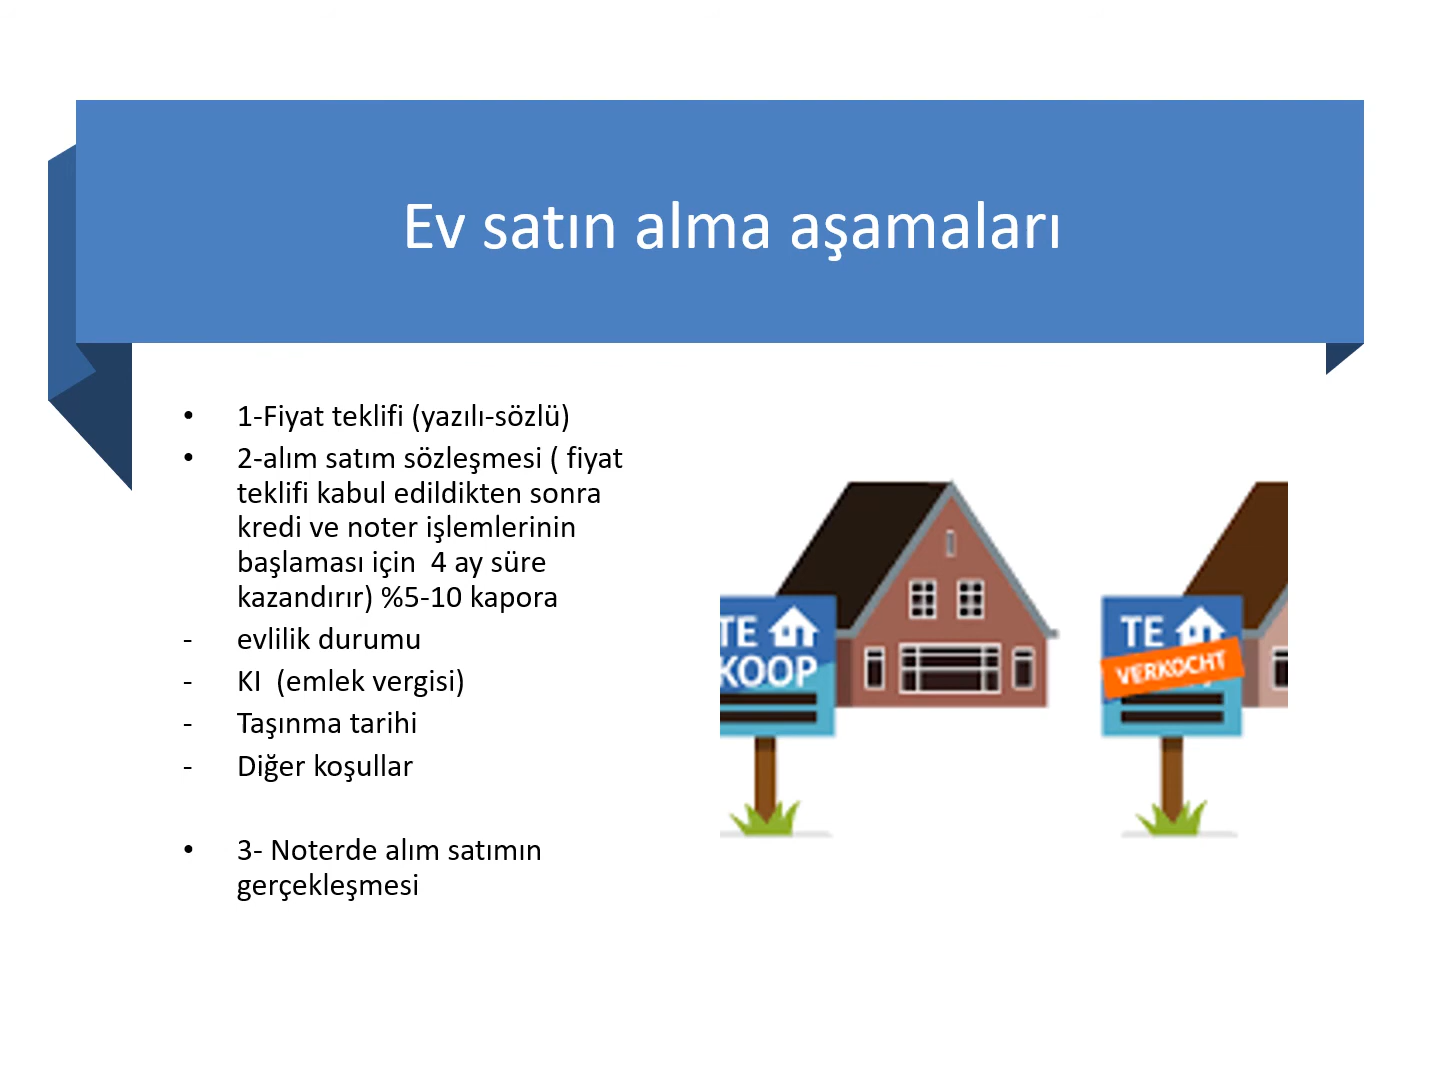 Ev satın alma aşamaları
• 1-Fiyat teklifi (yazılı-sözlü)
• 2-alım satım sözleşmesi ( fiyat
teklifi kabul edildikten sonra
kredi ve noter işlemlerinin
başlaması için  4 ay süre
kazandırır) %5-10 kapora
- evlilik durumu
- KI  (emlek vergisi)
- Taşınma tarihi
- Diğer koşullar
• 3- Noterde alım satımın
gerçekleşmesi
TE
KOOP
TE
VERKOCHT